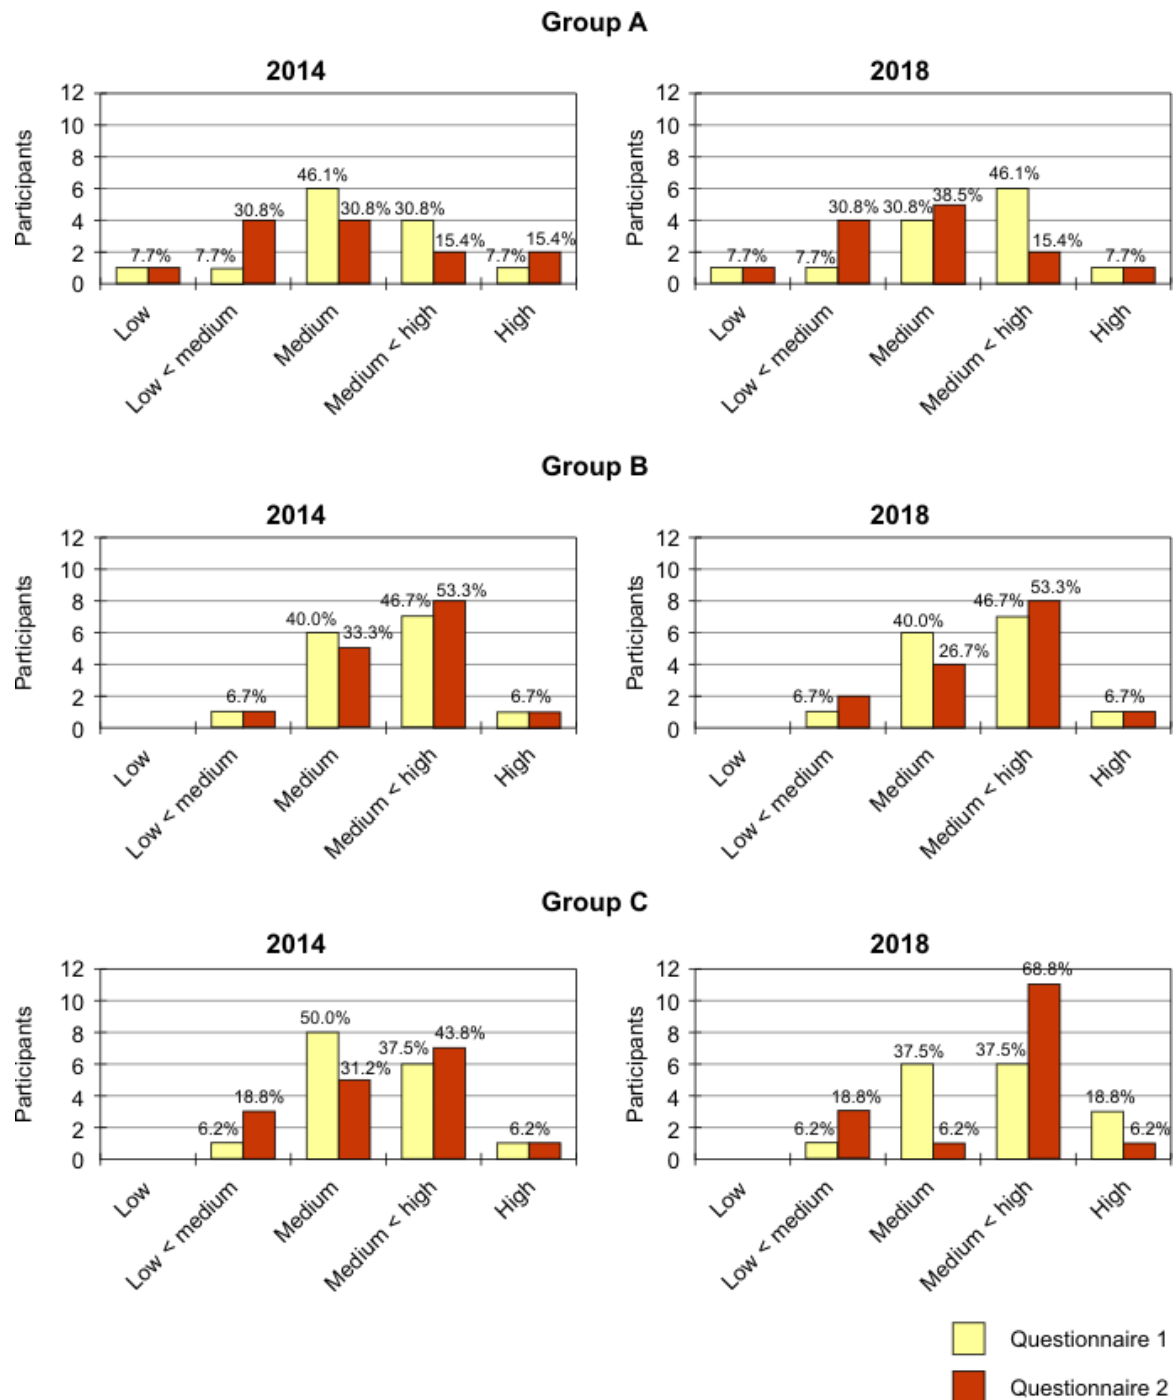 Group A
2014
2018
Participants
12
10
8
6
4
2
0
7.7%
7.7%
30.8%
46.1%
30.8%
30.8%
15.4%
7.7%
15.4%
Low
Low < medium
Medium
Medium < high
High
Participants
12
10
8
6
4
2
0
7.7%
7.7%
30.8%
30.8%
38.5%
46.1%
15.4%
7.7%
Low
Low < medium
Medium
Medium < high
High
Group B
2014
2018
Participants
12
10
8
6
4
2
0
6.7%
40.0%
33.3%
46.7%
53.3%
6.7%
Low
Low < medium
Medium
Medium < high
High
Participants
12
10
8
6
4
2
0
6.7%
40.0%
26.7%
46.7%
53.3%
6.7%
Low
Low < medium
Medium
Medium < high
High
Group C
2014
2018
Participants
12
10
8
6
4
2
0
6.2%
18.8%
50.0%
31.2%
37.5%
43.8%
6.2%
Low
Low < medium
Medium
Medium < high
High
Participants
12
10
8
6
4
2
0
6.2%
18.8%
37.5%
6.2%
37.5%
68.8%
18.8%
6.2%
Low
Low < medium
Medium
Medium < high
High
Questionnaire 1
Questionnaire 2